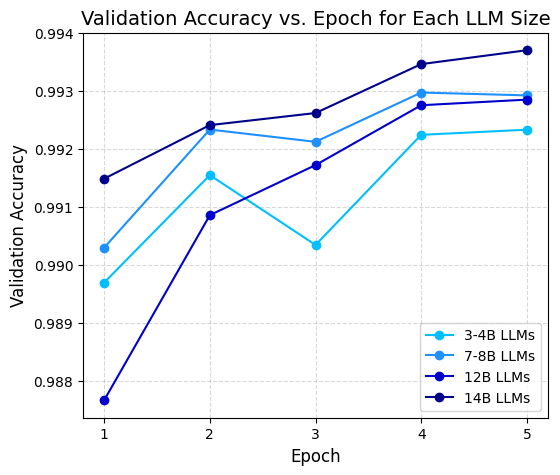 Validation Accuracy vs. Epoch for Each LLM Size
Validation Accuracy
0.994
0.993
0.992
0.991
0.990
0.989
0.988
3-4B LLMs
7-8B LLMs
12B LLMs
14B LLMs
1 2 3 4 5
Epoch